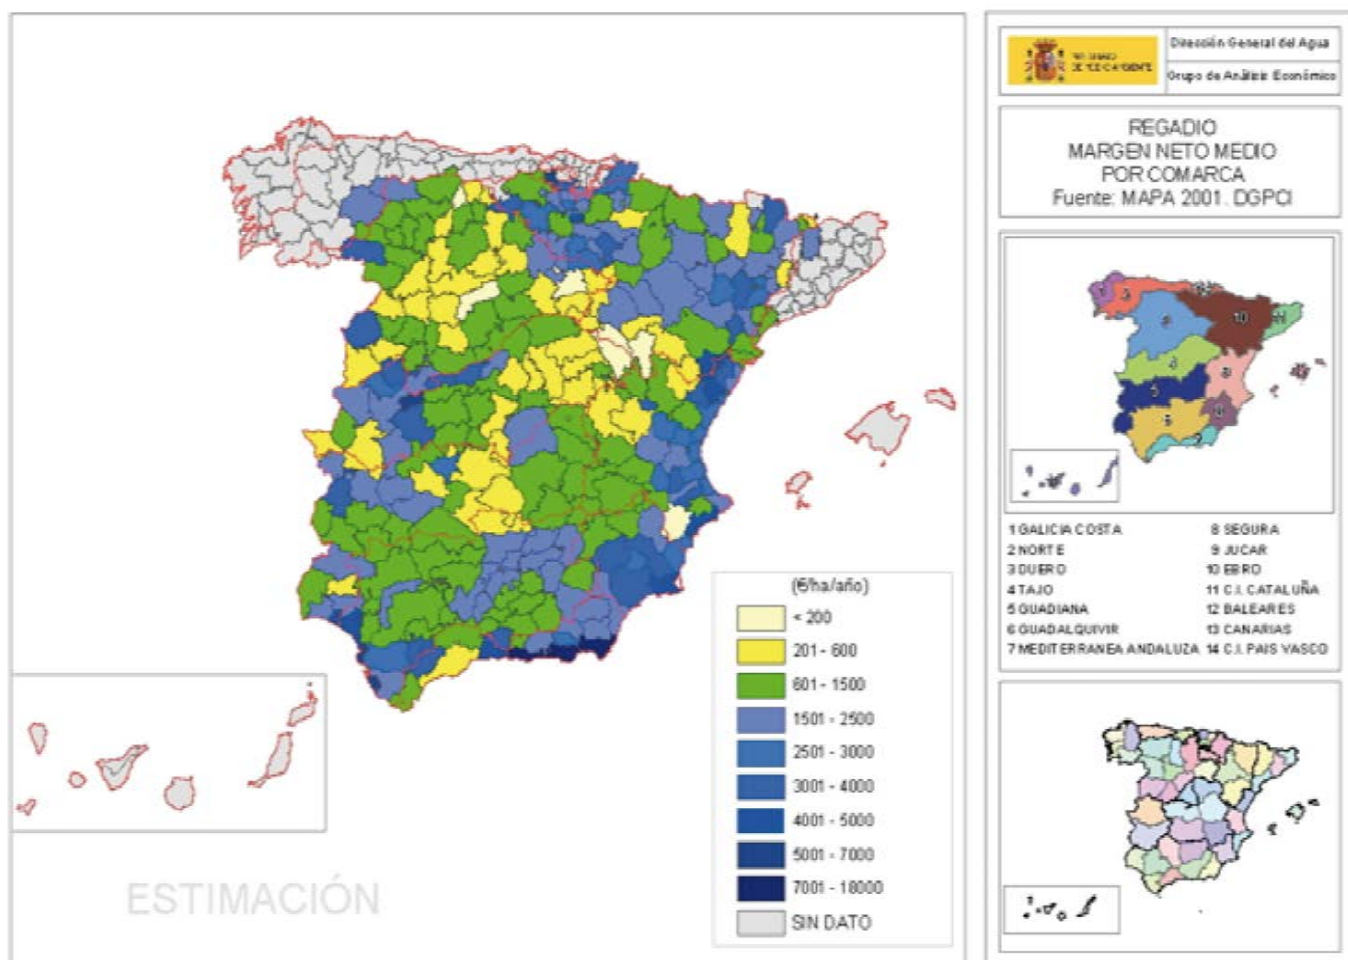 Dirección General del Agua
Grupo de Análisis Económico
REGADIO
MARGEN NETO MEDIO
POR COMARCA
Fuente: MAPA 2001. DGPCI
1 GALICIA COSTA
2 NORTE
3 DUERO
4 TAJO
5 GUADIANA
6 GUADALQUIVIR
7 MEDITERRANEA ANDALUZA
8 SEGURA
9 JUCAR
10 EBRO
11 C.I. CATALUÑA
12 BALEARES
13 CANARIAS
14 C.I. PAIS VASCO
(€/ha/año)
< 200
201 - 600
601 - 1500
1501 - 2500
2501 - 3000
3001 - 4000
4001 - 5000
5001 - 7000
7001 - 18000
SIN DATO
ESTIMACIÓN